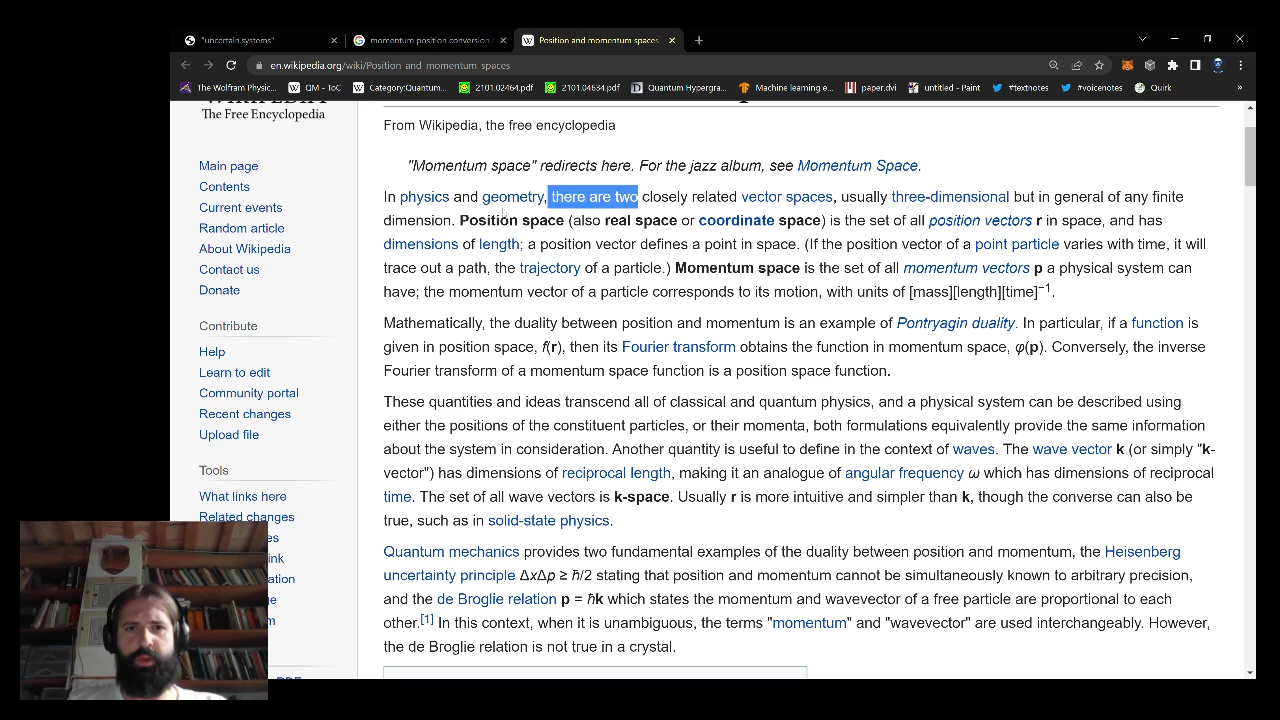 "uncertain.systems"
momentum position conversion
Position and momentum spaces
en.wikipedia.org/wiki/Position_and_momentum_spaces
The Wolfram Physic...
QM - IoC
Category:Quantum...
2101.02464.pdf
2101.04634.pdf
Quantum Hypergra...
Machine learning e...
paper.dvi
untitled - Paint
#textnotes
#voicenotes
Quirk
»
The Free Encyclopedia
Main page
Contents
Current events
Random article
About Wikipedia
Contact us
Donate
Contribute
Help
Learn to edit
Community portal
Recent changes
Upload file
Tools
What links here
Related changes
From Wikipedia, the free encyclopedia
"Momentum space" redirects here. For the jazz album, see Momentum Space.
In physics and geometry, there are two closely related vector spaces, usually three-dimensional but in general of any finite
dimension. Position space (also real space or coordinate space) is the set of all position vectors r in space, and has
dimensions of length; a position vector defines a point in space. (If the position vector of a point particle varies with time, it will
trace out a path, the trajectory of a particle.) Momentum space is the set of all momentum vectors p a physical system can
have; the momentum vector of a particle corresponds to its motion, with units of [mass][length][time]⁻¹.
Mathematically, the duality between position and momentum is an example of Pontryagin duality. In particular, if a function is
given in position space, f(r), then its Fourier transform obtains the function in momentum space, φ(p). Conversely, the inverse
Fourier transform of a momentum space function is a position space function.
These quantities and ideas transcend all of classical and quantum physics, and a physical system can be described using
either the positions of the constituent particles, or their momenta, both formulations equivalently provide the same information
about the system in consideration. Another quantity is useful to define in the context of waves. The wave vector k (or simply "k-
vector") has dimensions of reciprocal length, making it an analogue of angular frequency ω which has dimensions of reciprocal
time. The set of all wave vectors is k-space. Usually r is more intuitive and simpler than k, though the converse can also be
true, such as in solid-state physics.
Quantum mechanics provides two fundamental examples of the duality between position and momentum, the Heisenberg
uncertainty principle ΔxΔp ≥ ħ/2 stating that position and momentum cannot be simultaneously known to arbitrary precision,
and the de Broglie relation p = ħk which states the momentum and wavevector of a free particle are proportional to each
other.[1] In this context, when it is unambiguous, the terms "momentum" and "wavevector" are used interchangeably. However,
the de Broglie relation is not true in a crystal.